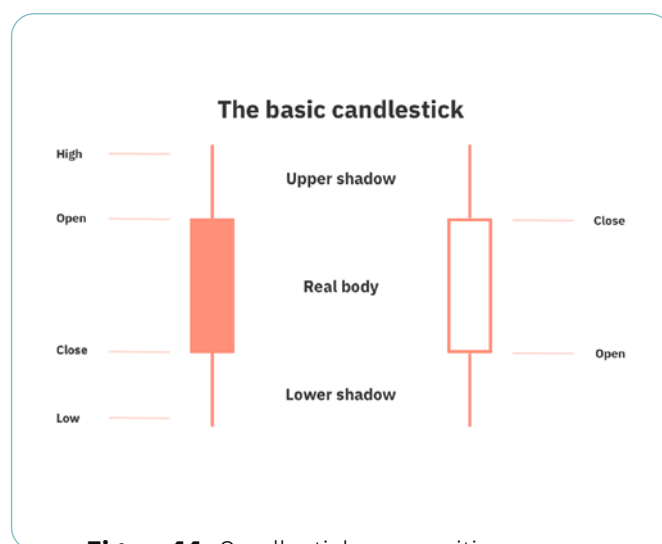 The basic candlestick
High
Upper shadow
Open
Close
Real body
Close
Open
Lower shadow
Low